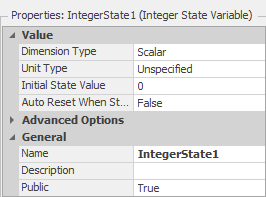 Properties: IntegerState1 (Integer State Variable)
Value
Dimension Type Scalar
Unit Type Unspecified
Initial State Value 0
Auto Reset When St... False
Advanced Options
General
Name IntegerState1
Description
Public True